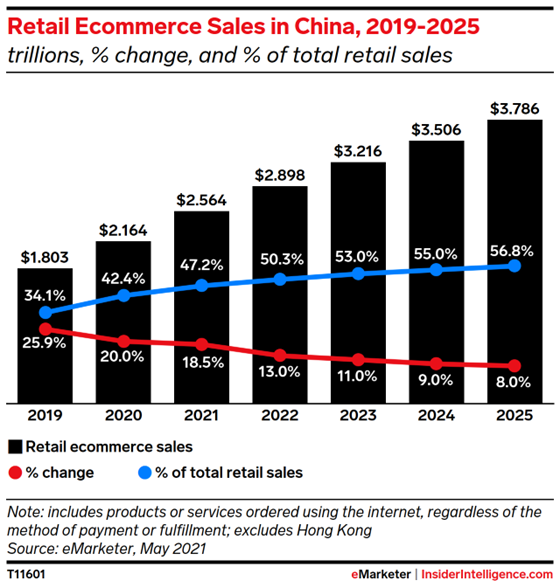 Retail Ecommerce Sales in China, 2019-2025
trillions, % change, and % of total retail sales
$1.803
$2.164
$2.564
$2.898
$3.216
$3.506
$3.786
34.1%
42.4%
47.2%
50.3%
53.0%
55.0%
56.8%
25.9%
20.0%
18.5%
13.0%
11.0%
9.0%
8.0%
2019 2020 2021 2022 2023 2024 2025
Retail ecommerce sales
% change % of total retail sales
Note: includes products or services ordered using the internet, regardless of the
method of payment or fulfillment; excludes Hong Kong
Source: eMarketer, May 2021
T11601 eMarketer | InsiderIntelligence.com